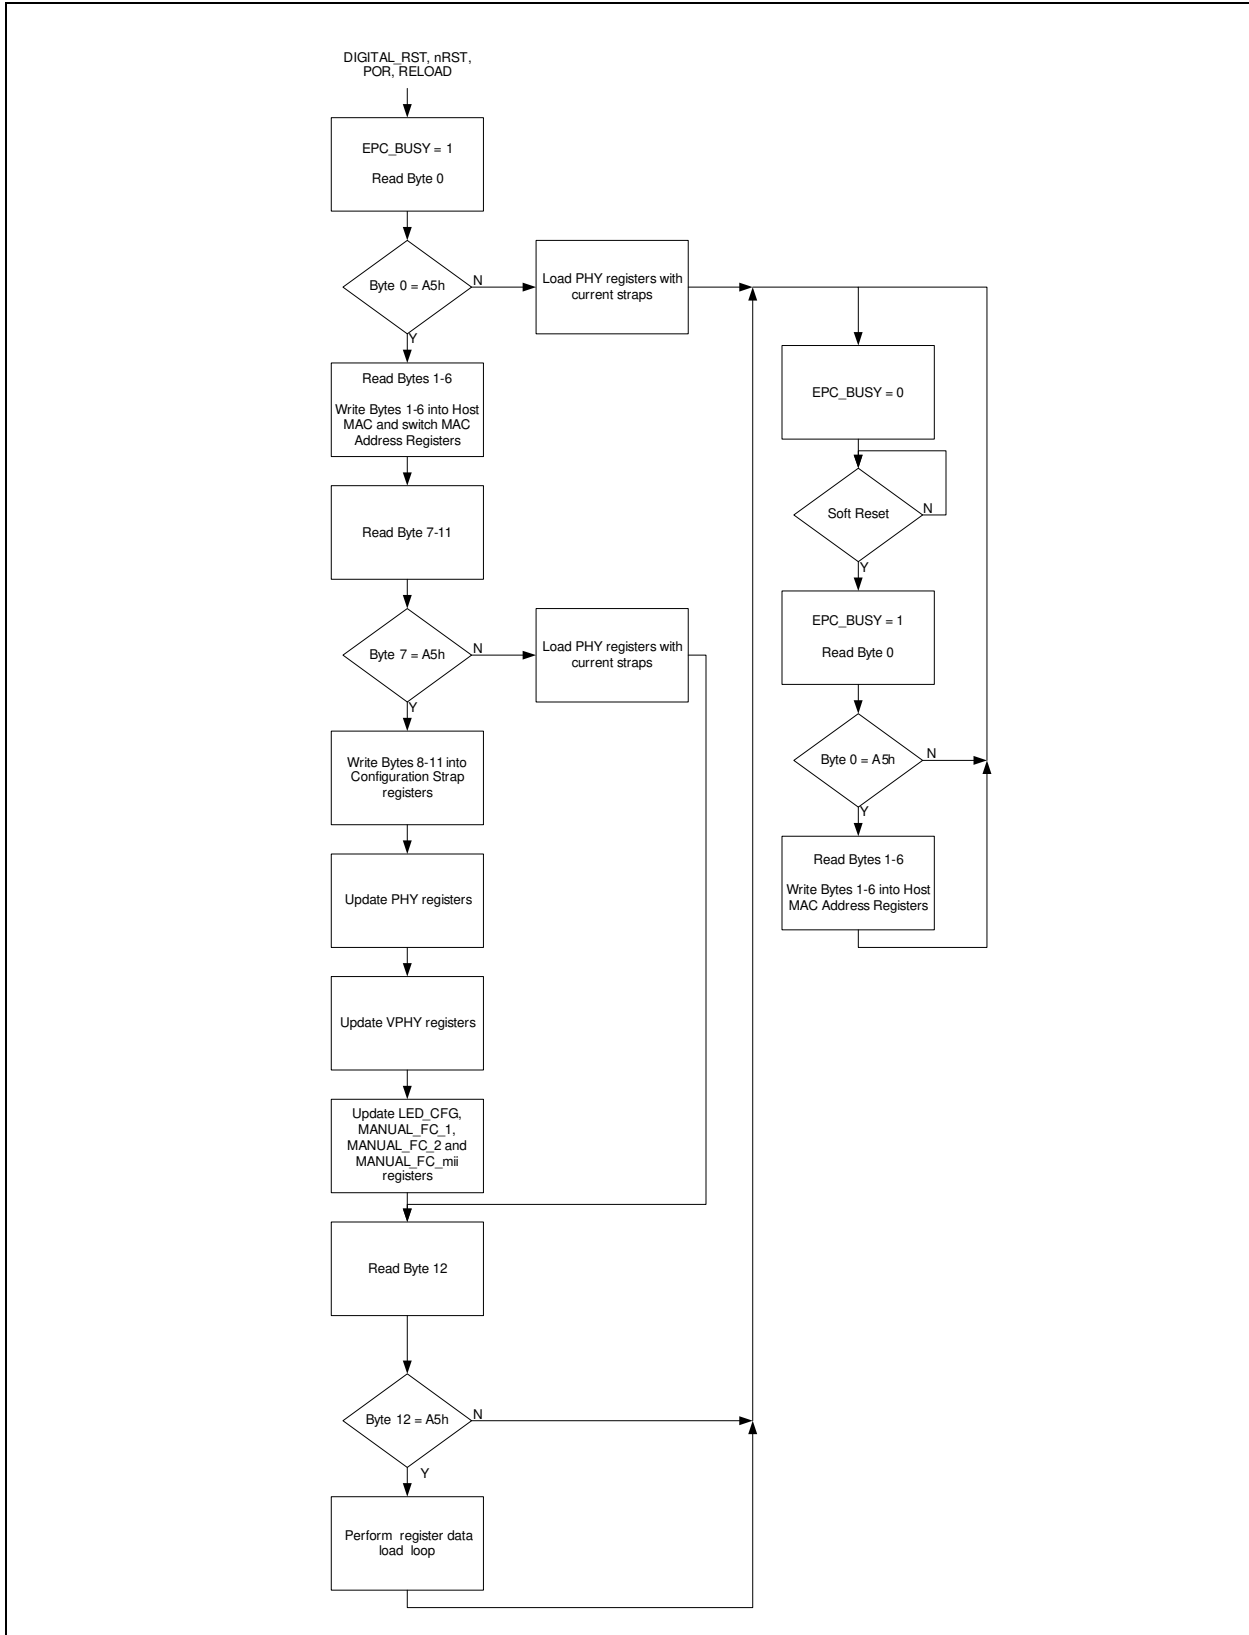 DIGITAL_RST, nRST,
POR, RELOAD
EPC_BUSY = 1
Read Byte 0
Byte 0 = A5h
N
Y
Load PHY registers with
current straps
Read Bytes 1-6
Write Bytes 1-6 into Host
MAC and switch MAC
Address Registers
Read Byte 7-11
Byte 7 = A5h
N
Y
Load PHY registers with
current straps
Write Bytes 8-11 into
Configuration Strap
registers
Update PHY registers
Update VPHY registers
Update LED_CFG,
MANUAL_FC_1,
MANUAL_FC_2 and
MANUAL_FC_mii
registers
Read Byte 12
Byte 12 = A5h
N
Y
Perform register data
load loop
EPC_BUSY = 0
Soft Reset
N
Y
EPC_BUSY = 1
Read Byte 0
Byte 0 = A5h
N
Y
Read Bytes 1-6
Write Bytes 1-6 into Host
MAC Address Registers